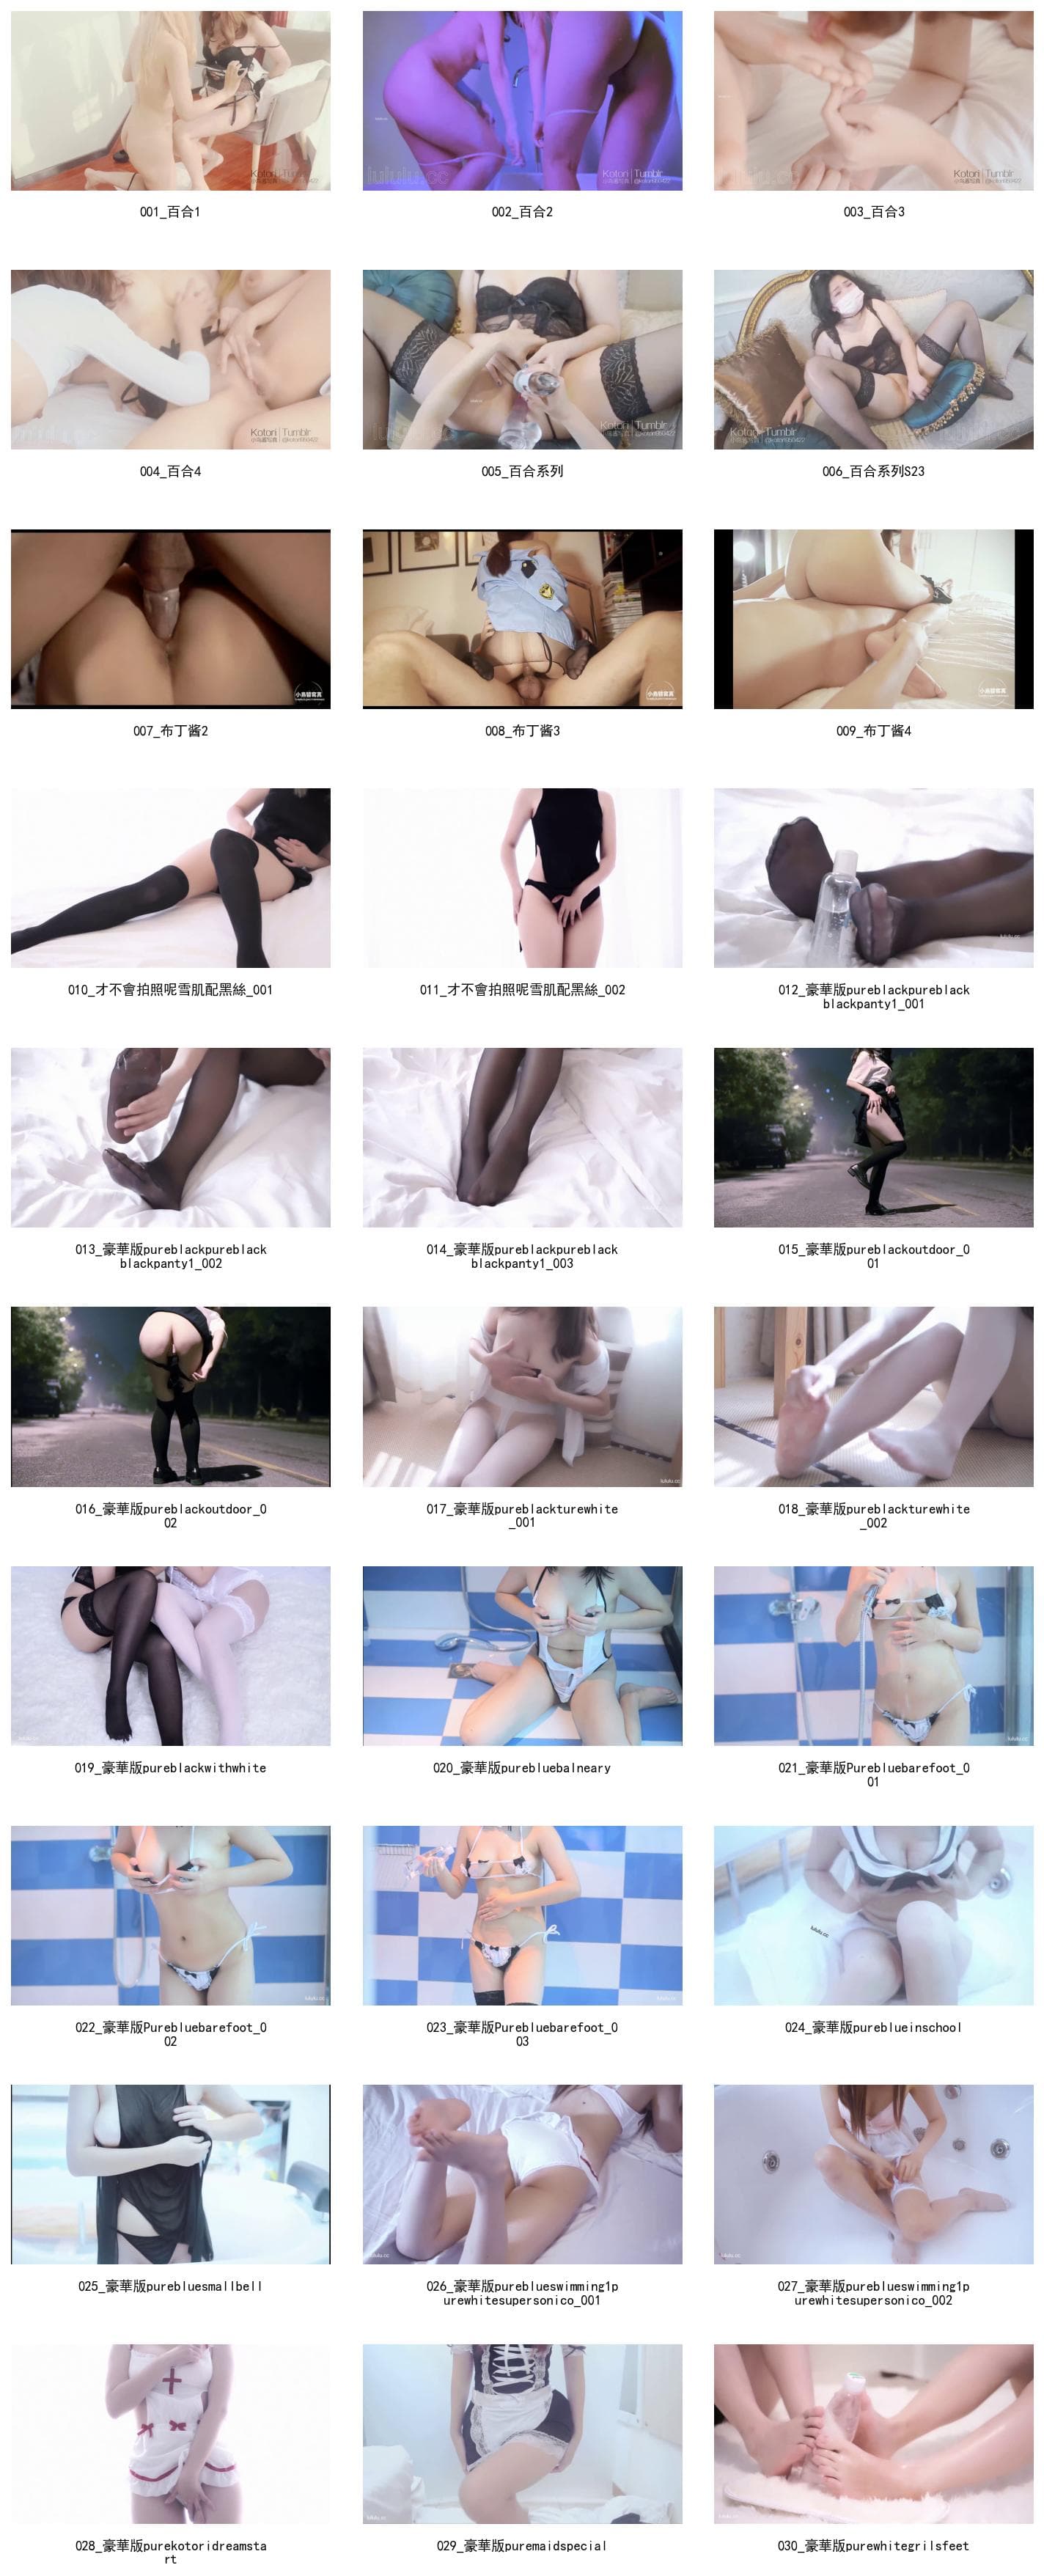 Kotori | Tumblr
lululu.cc
Kotori | Tumblr
Kotori | Tumblr
001_百合1
002_百合2
003_百合3
Kotori | Tumblr
Kotori | Tumblr
Kotori | Tumblr
004_百合4
005_百合系列
006_百合系列S23
007_布丁酱2
008_布丁酱3
009_布丁酱4
010_才不會拍照呢雪肌配黑絲_001
011_才不會拍照呢雪肌配黑絲_002
012_豪華版pureblackpureblack
blackpanty1_001
013_豪華版pureblackpureblack
blackpanty1_002
014_豪華版pureblackpureblack
blackpanty1_003
015_豪華版pureblackoutdoor_0
01
016_豪華版pureblackoutdoor_0
02
lululu.cc
017_豪華版pureblackturewhite
_001
018_豪華版pureblackturewhite
_002
019_豪華版pureblackwithwhite
020_豪華版purebluebalneary
021_豪華版Purebluebarefoot_0
01
022_豪華版Purebluebarefoot_0
02
023_豪華版Purebluebarefoot_0
03
lululu.cc
024_豪華版pureblueinschool
025_豪華版purebluesmallbell
026_豪華版pureblueswimming1p
urewhitesupersonico_001
027_豪華版pureblueswimming1p
urewhitesupersonico_002
028_豪華版purekotoridreamsta
rt
029_豪華版puremaidspecial
030_豪華版purewhitegrilsfeet